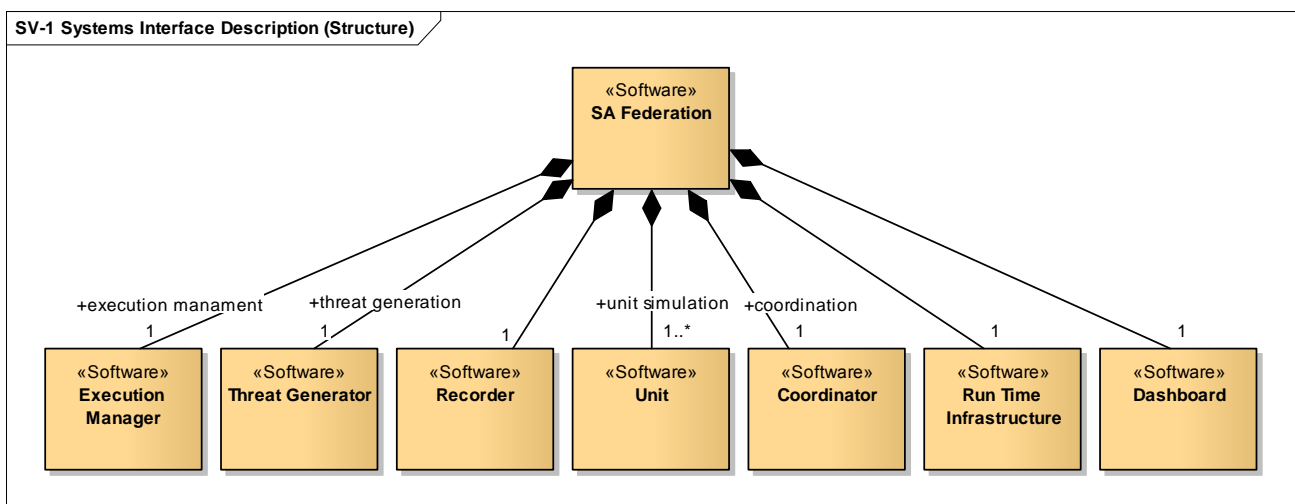 SV-1 Systems Interface Description (Structure)
«Software»
SA Federation
+execution manament
+threat generation
+unit simulation
+coordination
1
1
1
1..*
1
1
1
«Software»
Execution
Manager
«Software»
Threat Generator
«Software»
Recorder
«Software»
Unit
«Software»
Coordinator
«Software»
Run Time
Infrastructure
«Software»
Dashboard